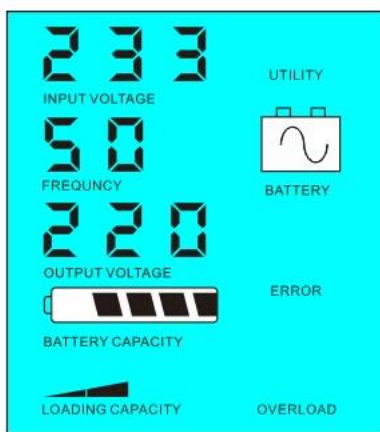 233
UTILITY
INPUT VOLTAGE
50
FREQUNCY
BATTERY
220
OUTPUT VOLTAGE
ERROR
BATTERY CAPACITY
LOADING CAPACITY
OVERLOAD